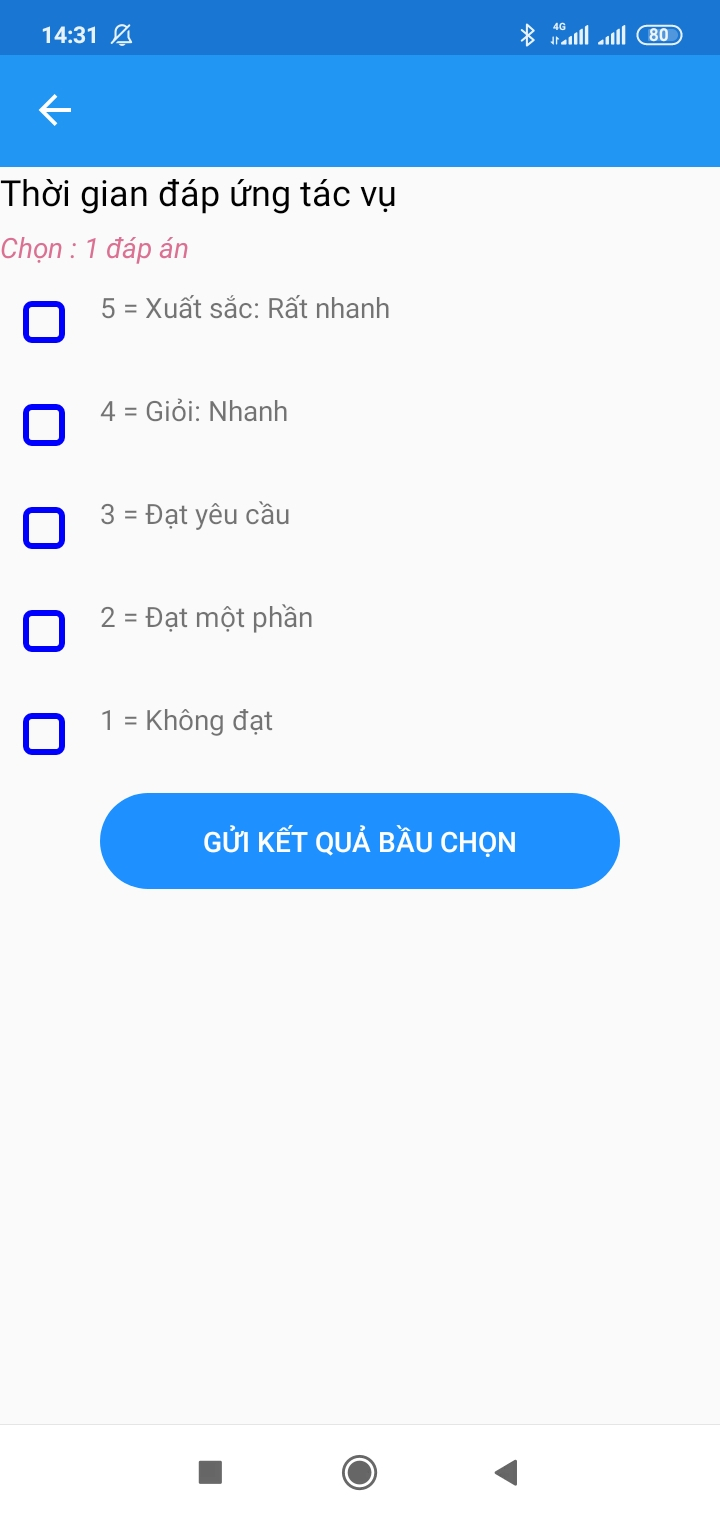 14:31
4G
80
Thời gian đáp ứng tác vụ
Chọn : 1 đáp án
5 = Xuất sắc: Rất nhanh
4 = Giỏi: Nhanh
3 = Đạt yêu cầu
2 = Đạt một phần
1 = Không đạt
GỬI KẾT QUẢ BẦU CHỌN